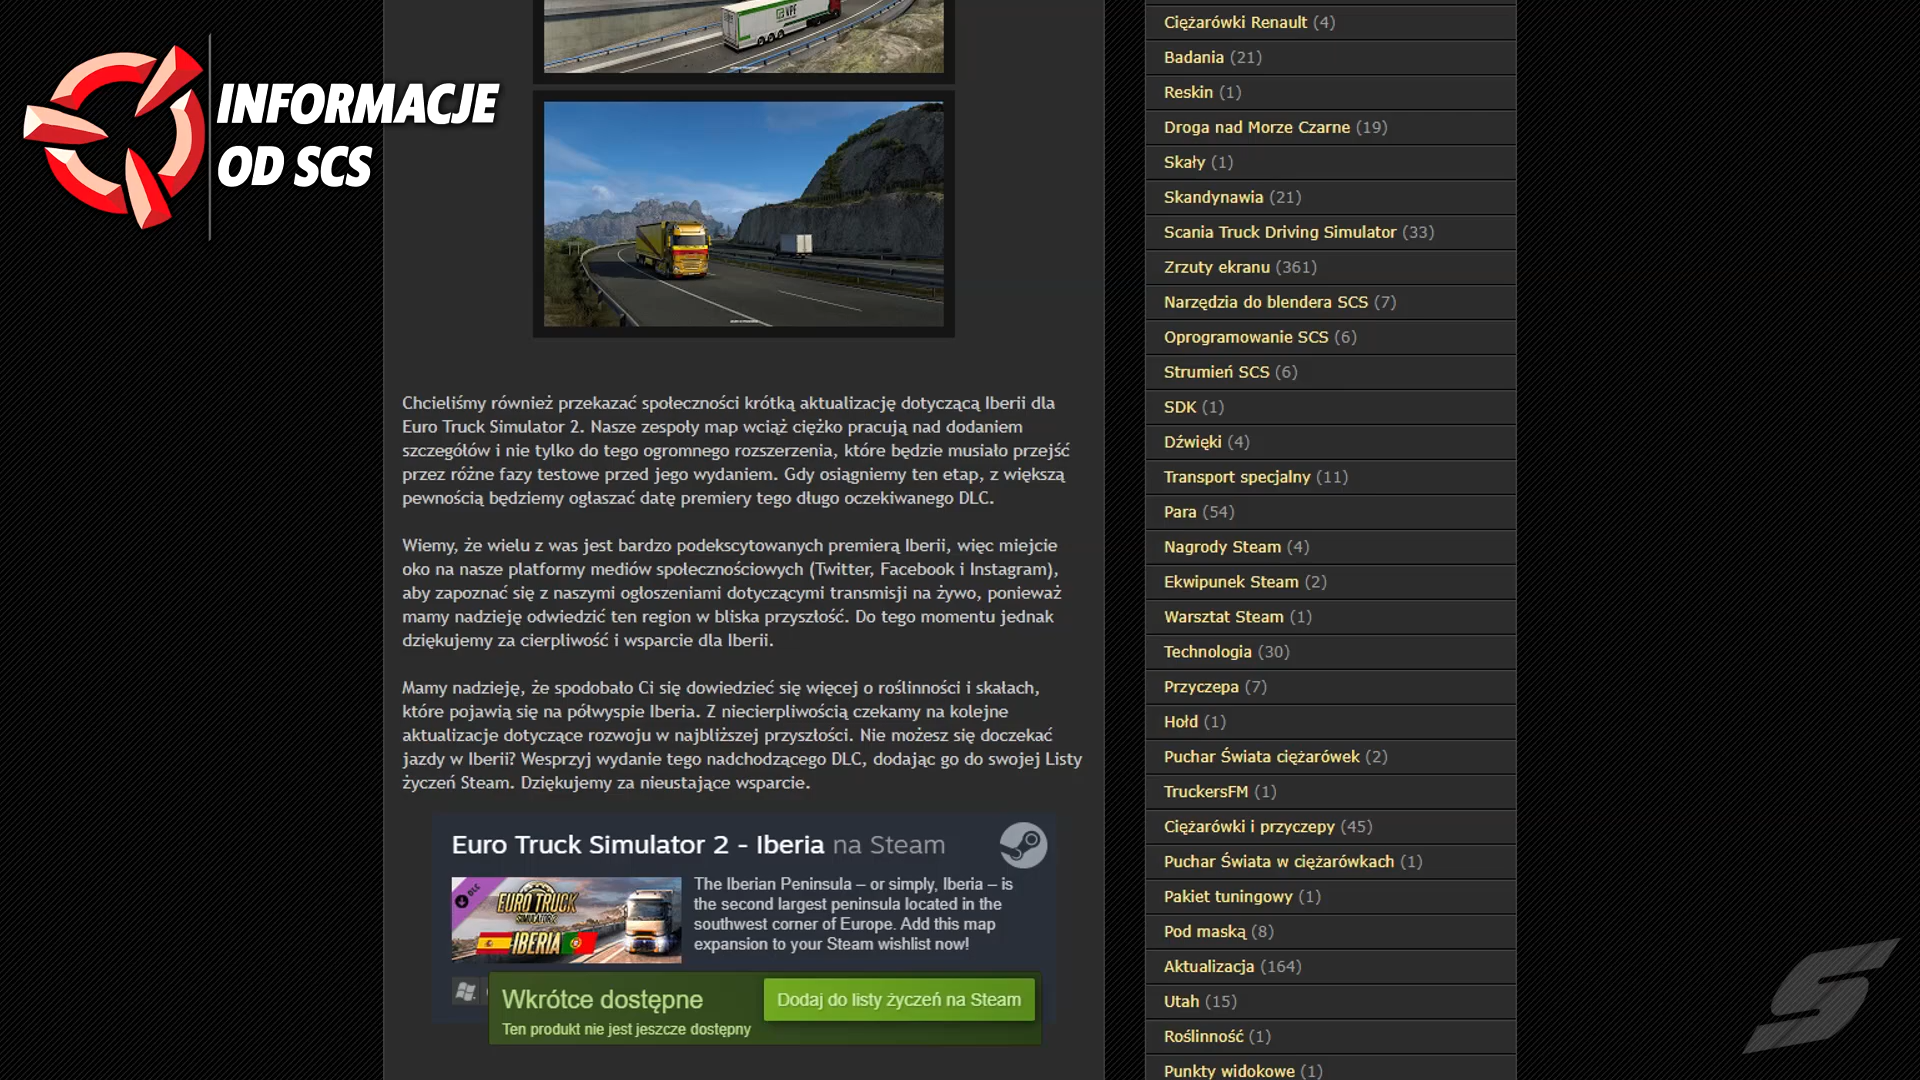 INFORMACJE
OD SCS
VPF
Chcieliśmy również przekazać społeczności krótką aktualizację dotyczącą Iberii dla
Euro Truck Simulator 2. Nasze zespoły map wciąż ciężko pracują nad dodaniem
szczegółów i nie tylko do tego ogromnego rozszerzenia, które będzie musiało przejść
przez różne fazy testowe przed jego wydaniem. Gdy osiągniemy ten etap, z większą
pewnością będziemy ogłaszać datę premiery tego długo oczekiwanego DLC.
Wiemy, że wielu z was jest bardzo podekscytowanych premierą Iberii, więc miejcie
oko na nasze platformy mediów społecznościowych (Twitter, Facebook i Instagram),
aby zapoznać się z naszymi ogłoszeniami dotyczącymi transmisji na żywo, ponieważ
mamy nadzieję odwiedzić ten region w bliska przyszłość. Do tego momentu jednak
dziękujemy za cierpliwość i wsparcie dla Iberii.
Mamy nadzieję, że spodobało Ci się dowiedzieć się więcej o roślinności i skałach,
które pojawią się na półwyspie Iberia. Z niecierpliwością czekamy na kolejne
aktualizacje dotyczące rozwoju w najbliższej przyszłości. Nie możesz się doczekać
jazdy w Iberii? Wesprzyj wydanie tego nadchodzącego DLC, dodając go do swojej Listy
życzeń Steam. Dziękujemy za nieustające wsparcie.
Euro Truck Simulator 2 - Iberia na Steam
DLC
EURO TRUCK
SIMULATOR 2
IBERIA
The Iberian Peninsula – or simply, Iberia – is
the second largest peninsula located in the
southwest corner of Europe. Add this map
expansion to your Steam wishlist now!
Wkrótce dostępne
Ten produkt nie jest jeszcze dostępny
Dodaj do listy życzeń na Steam
Ciężarówki Renault (4)
Badania (21)
Reskin (1)
Droga nad Morze Czarne (19)
Skały (1)
Skandynawia (21)
Scania Truck Driving Simulator (33)
Zrzuty ekranu (361)
Narzędzia do blendera SCS (7)
Oprogramowanie SCS (6)
Strumień SCS (6)
SDK (1)
Dźwięki (4)
Transport specjalny (11)
Para (54)
Nagrody Steam (4)
Ekwipunek Steam (2)
Warsztat Steam (1)
Technologia (30)
Przyczepa (7)
Hołd (1)
Puchar Świata ciężarówek (2)
TruckersFM (1)
Ciężarówki i przyczepy (45)
Puchar Świata w ciężarówkach (1)
Pakiet tuningowy (1)
Pod maską (8)
Aktualizacja (164)
Utah (15)
Roślinność (1)
Punkty widokowe (1)